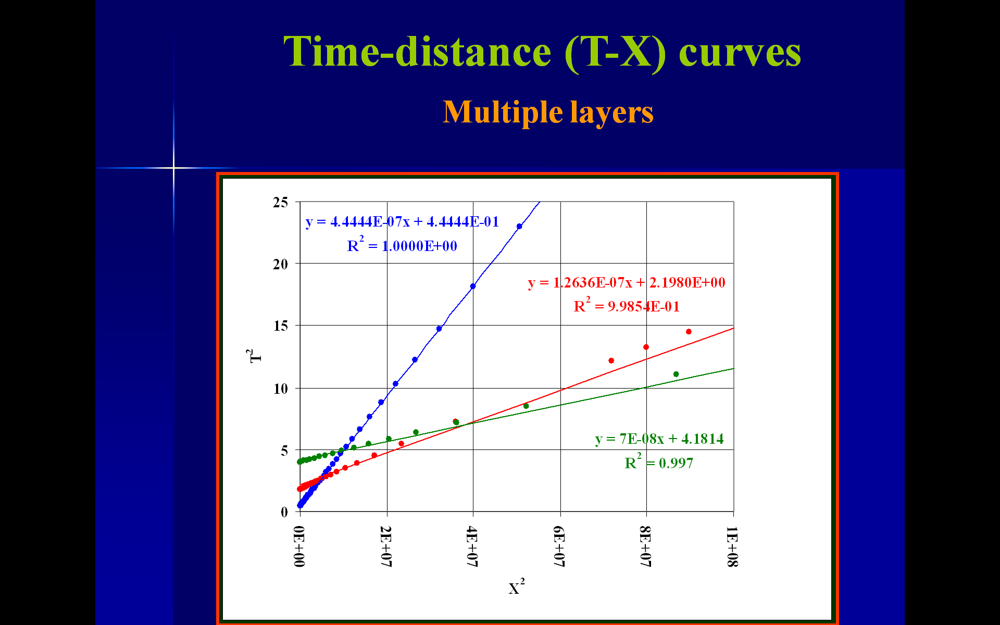 Time-distance (T-X) curves
Multiple layers
25
y = 4.4444E-07x + 4.4444E-01
R² = 1.0000E+00
20
y = 1.2636E-07x + 2.1980E+00
R² = 9.9854E-01
15
T²
10
5
y = 7E-08x + 4.1814
R² = 0.997
0
0E+00
2E+07
4E+07
6E+07
8E+07
1E+08
X²